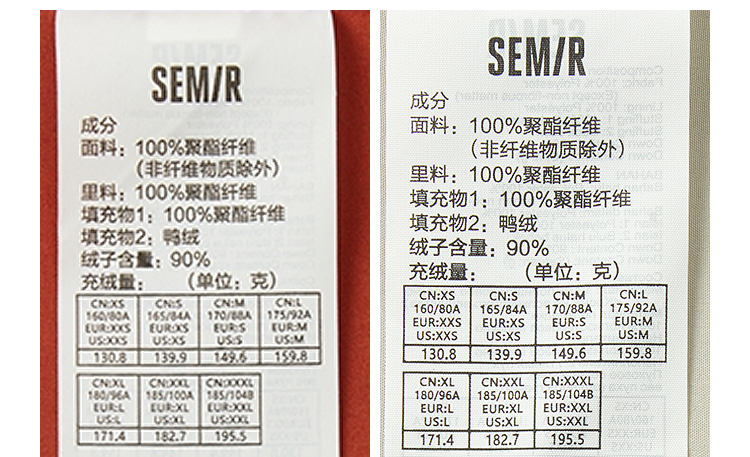 SEMIR
成分
面料：100%聚酯纤维
（非纤维物质除外）
里料：100%聚酯纤维
填充物1：100%聚酯纤维
填充物2：鸭绒
绒子含量：90%
充绒量： （单位：克）
CN:XS CN:S CN:M CN:L
160/80A 165/84A 170/88A 175/92A
EUR:XXS EUR:XS EUR:S EUR:M
US:XXS US:XS US:S US:M
130.8 139.9 149.6 159.8
CN:XL CN:XXL CN:XXXL
180/96A 185/100A 185/104B
EUR:L EUR:XL EUR:XXL
US:L US:XL US:XXL
171.4 182.7 195.5
SEMIR
成分
面料：100%聚酯纤维
（非纤维物质除外）
里料：100%聚酯纤维
填充物1：100%聚酯纤维
填充物2：鸭绒
绒子含量：90%
充绒量： （单位：克）
CN:XS CN:S CN:M CN:L
160/80A 165/84A 170/88A 175/92A
EUR:XXS EUR:XS EUR:S EUR:M
US:XXS US:XS US:S US:M
130.8 139.9 149.6 159.8
CN:XL CN:XXL CN:XXXL
180/96A 185/100A 185/104B
EUR:L EUR:XL EUR:XXL
US:L US:XL US:XXL
171.4 182.7 195.5